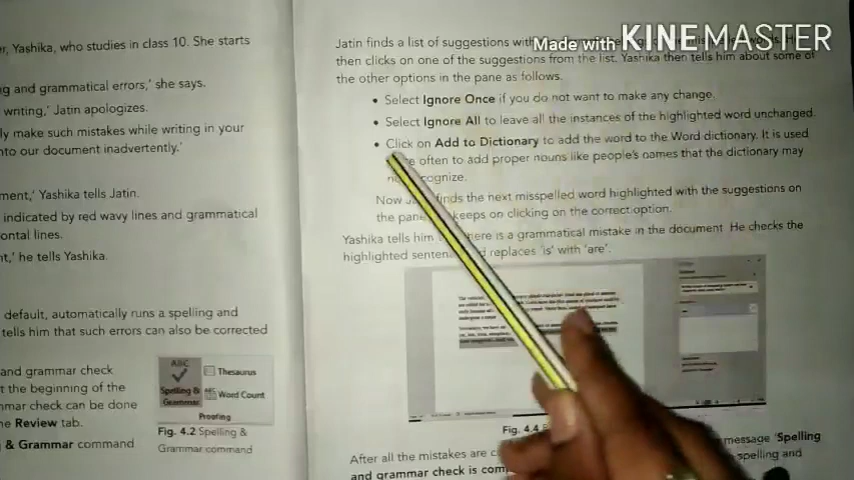 r, Yashika, who studies in class 10. She starts
g and grammatical errors,' she says.
writing,' Jatin apologizes.
ly make such mistakes while writing in your
nto our document inadvertently.'
ment,' Yashika tells Jatin.
indicated by red wavy lines and grammatical
ontal lines.
t,' he tells Yashika.
default, automatically runs a spelling and
tells him that such errors can also be corrected
and grammar check
t the beginning of the
mmar check can be done
e Review tab.
& Grammar command
ABC
Spelling &
Grammar
Thesaurus
Word Count
Proofing
Fig. 4.2 Spelling &
Grammar command
Made with KINEMASTER
Jatin finds a list of suggestions with
then clicks on one of the suggestions from the list. Yashika then tells him about some of
the other options in the pane as follows.
• Select Ignore Once if you do not want to make any change.
• Select Ignore All to leave all the instances of the highlighted word unchanged.
• Click on Add to Dictionary to add the word to the Word dictionary. It is used
often to add proper nouns like people's names that the dictionary may
cognize.
Now finds the next misspelled word highlighted with the suggestions on
the pane keeps on clicking on the correct option.
Yashika tells him here is a grammatical mistake in the document. He checks the
highlighted senten replaces 'is' with 'are'.
Fig. 4.4
After all the mistakes are c message 'Spelling
and grammar check is com spelling and